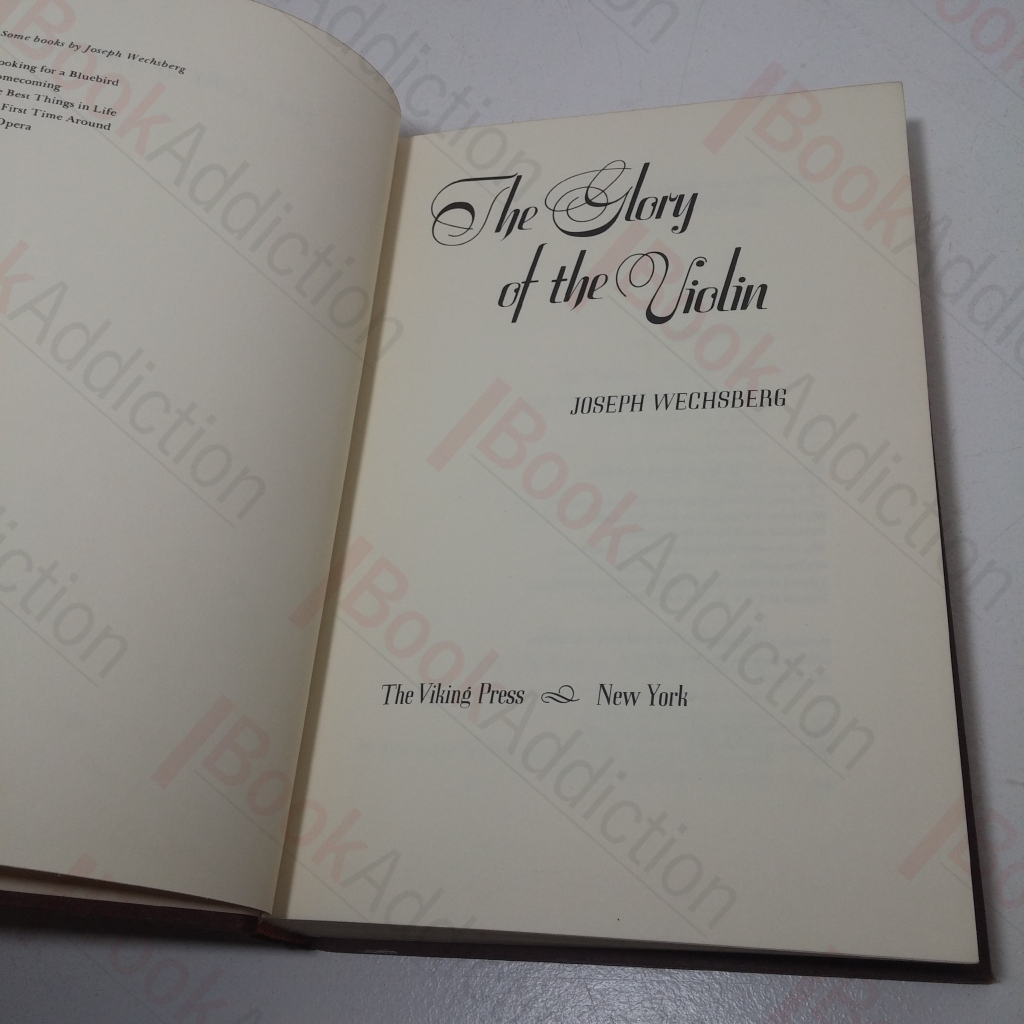 Some books by Joseph Wechsberg
ooking for a Bluebird
omecoming
e Best Things in Life
First Time Around
Opera
The Glory
of the Violin
JOSEPH WECHSBERG
The Viking Press New York
BookAddiction